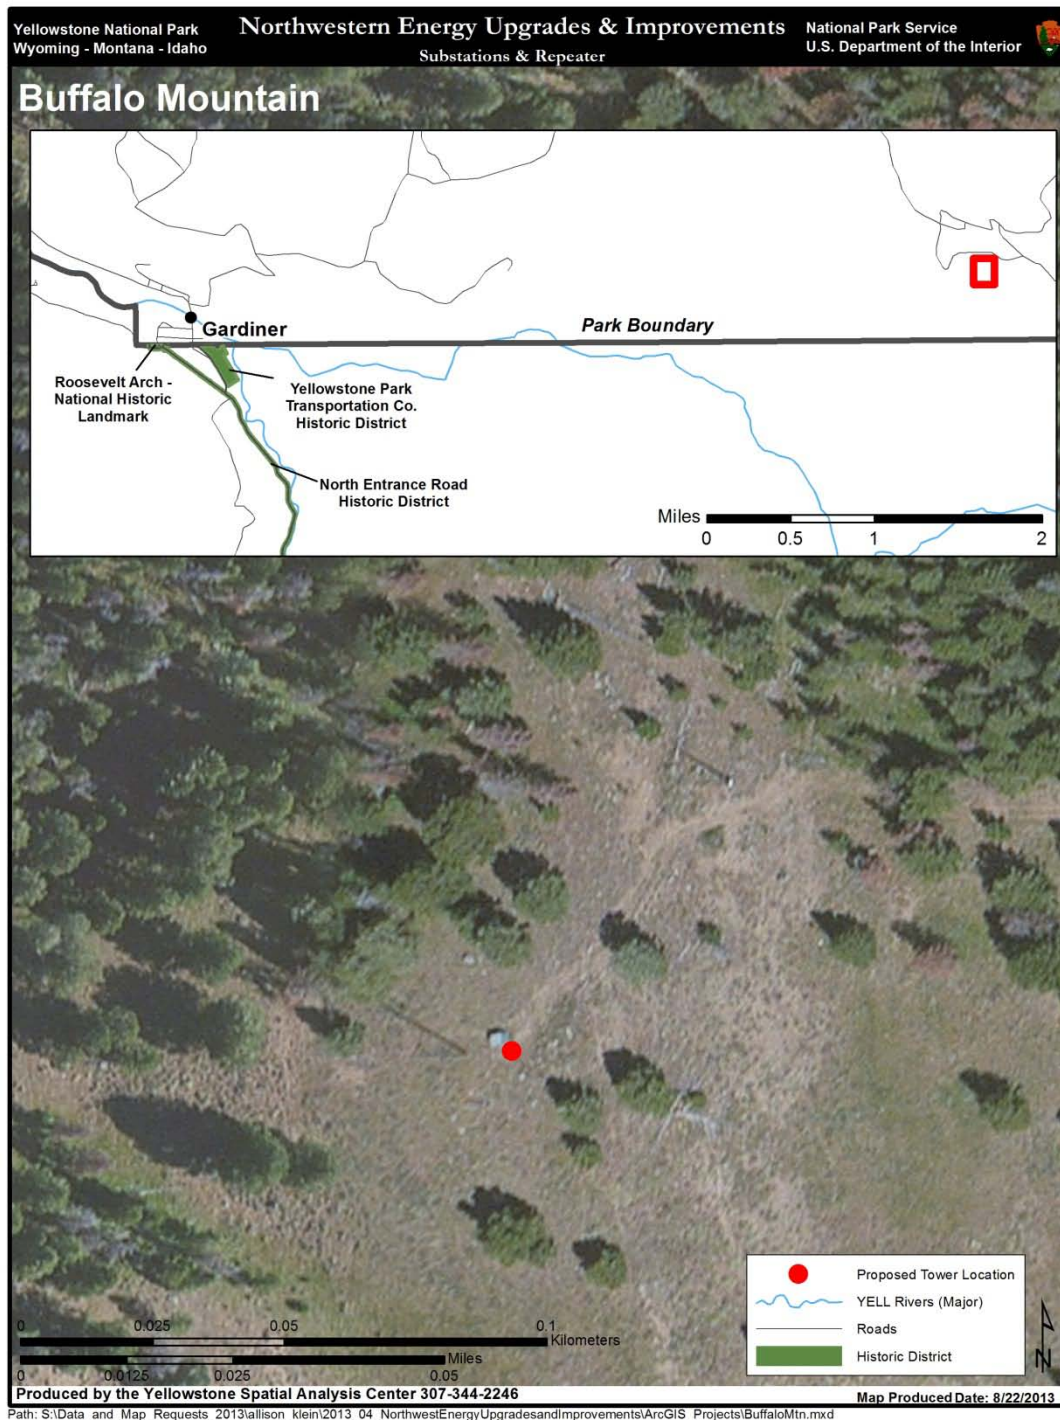 Yellowstone National Park
Wyoming - Montana - Idaho
Northwestern Energy Upgrades & Improvements
Substations & Repeater
National Park Service
U.S. Department of the Interior
Buffalo Mountain
Gardiner
Park Boundary
Roosevelt Arch -
National Historic
Landmark
Yellowstone Park
Transportation Co.
Historic District
North Entrance Road
Historic District
Miles
0 0.5 1 2
Proposed Tower Location
YELL Rivers (Major)
Roads
Historic District
N
0 0.025 0.05 0.1
Kilometers
Miles
0 0.0125 0.025 0.05
Produced by the Yellowstone Spatial Analysis Center 307-344-2246
Map Produced Date: 8/22/2013
Path: S:\Data and Map Requests 2013\allison klein\2013 04 NorthwestEnergyUpgradesandImprovements\ArcGIS Projects\BuffaloMtn.mxd